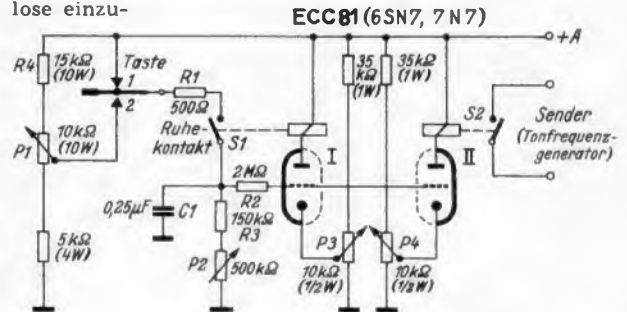 lose einzu-
ECC81 (6SN7, 7N7)
+A
R4
15kΩ
(10W)
Taste
1
2
R1
500Ω
35
kΩ
(1W)
35kΩ
(1W)
S2
Sender
(Tonfrequenz-
generator)
P1
10kΩ
(10W)
Ruhe-
kontakt
S1
I
II
2MΩ
R2
0,25µF
C1
150kΩ
R3
P2
500kΩ
5kΩ
(4W)
P3
P4
10kΩ
(1/2W)
10kΩ
(1/2W)